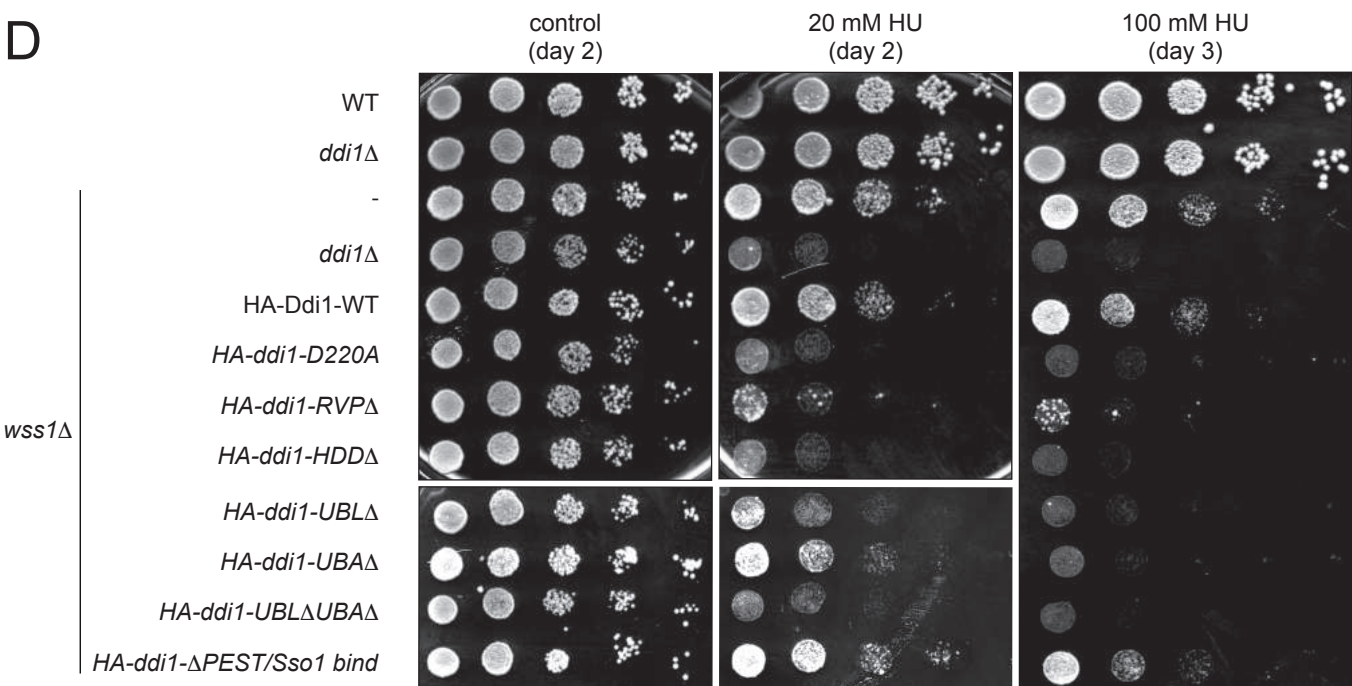 D
control
(day 2)
20 mM HU
(day 2)
100 mM HU
(day 3)
WT
ddi1Δ
-
ddi1Δ
HA-Ddi1-WT
HA-ddi1-D220A
HA-ddi1-RVPΔ
HA-ddi1-HDDΔ
wss1Δ
HA-ddi1-UBLΔ
HA-ddi1-UBAΔ
HA-ddi1-UBLΔUBAΔ
HA-ddi1-ΔPEST/Sso1 bind